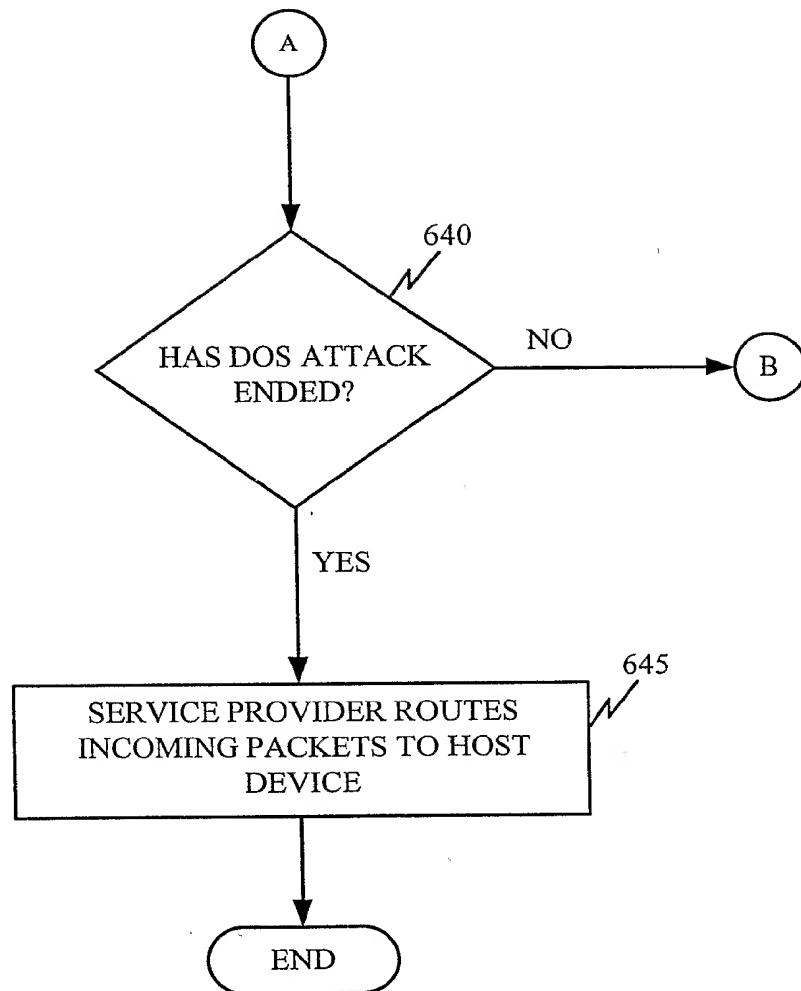 A
640
HAS DOS ATTACK
ENDED?
NO
B
YES
645
SERVICE PROVIDER ROUTES
INCOMING PACKETS TO HOST
DEVICE
END